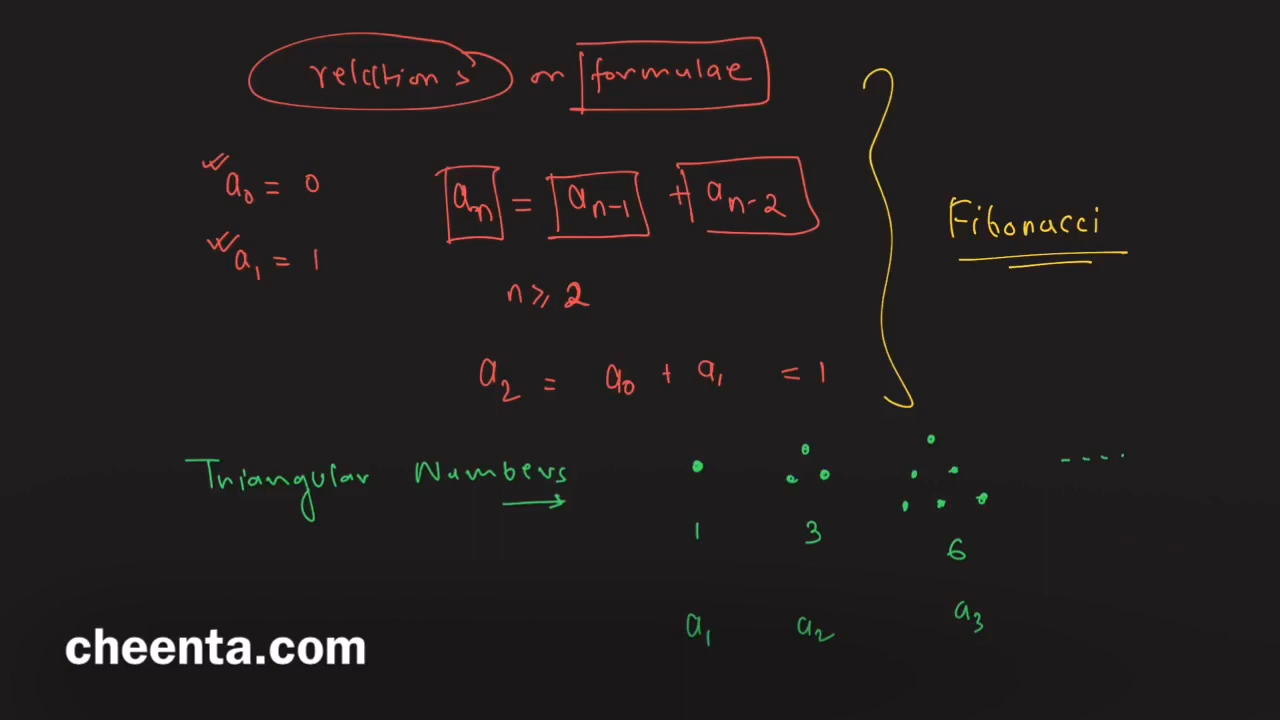 relations or formulae
a₀ = 0
aₙ = aₙ₋₁ + aₙ₋₂
a₁ = 1
n ⩾ 2
Fibonacci
a₂ = a₀ + a₁ = 1
Triangular Numbers → ....
1 3 6
a₁ a₂ a₃
cheenta.com